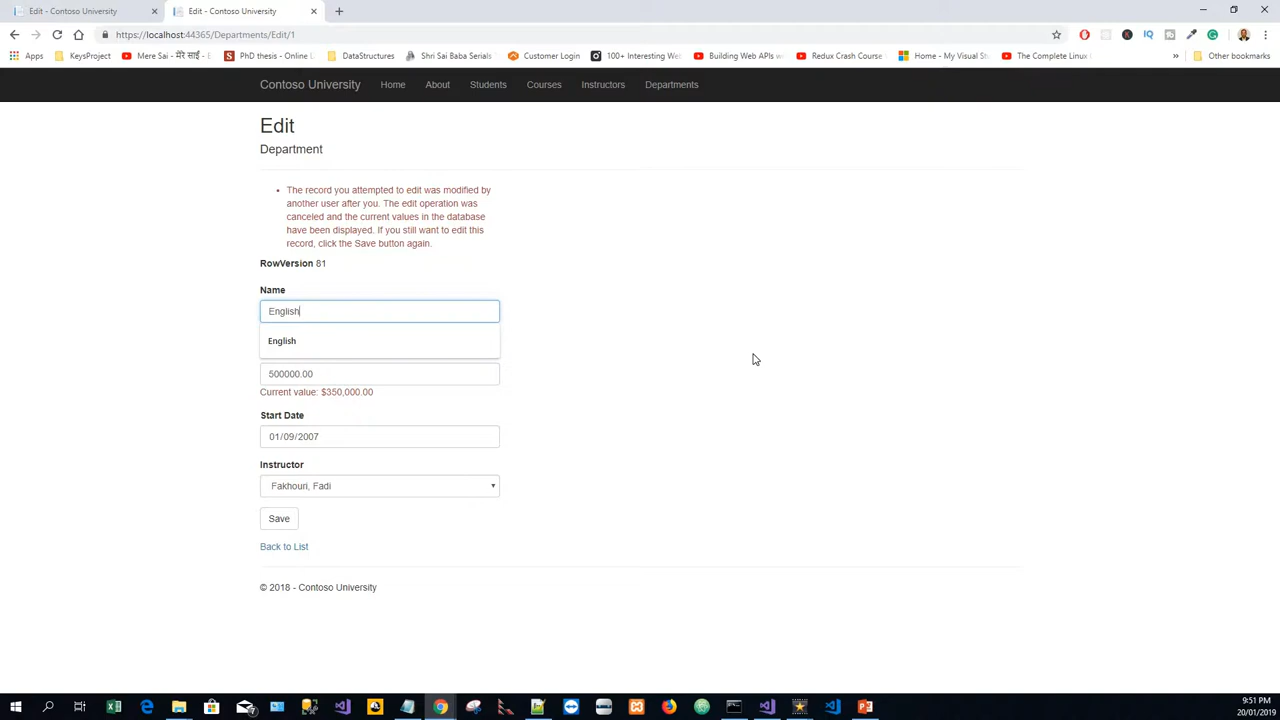 Edit - Contoso University
Edit - Contoso University
https://localhost:44365/Departments/Edit/1
Apps KeysProject Mere Sai - मेरे साईं - PhD thesis - Online DataStructures Shri Sai Baba Serials Customer Login 100+ Interesting Web Building Web APIs w Redux Crash Course Home - My Visual St The Complete Linux » Other bookmarks
Contoso University Home About Students Courses Instructors Departments
Edit
Department
• The record you attempted to edit was modified by
another user after you. The edit operation was
canceled and the current values in the database
have been displayed. If you still want to edit this
record, click the Save button again.
RowVersion 81
Name
English
English
500000.00
Current value: $350,000.00
Start Date
01/09/2007
Instructor
Fakhouri, Fadi
Save
Back to List
© 2018 - Contoso University
9:51 PM
20/01/2019